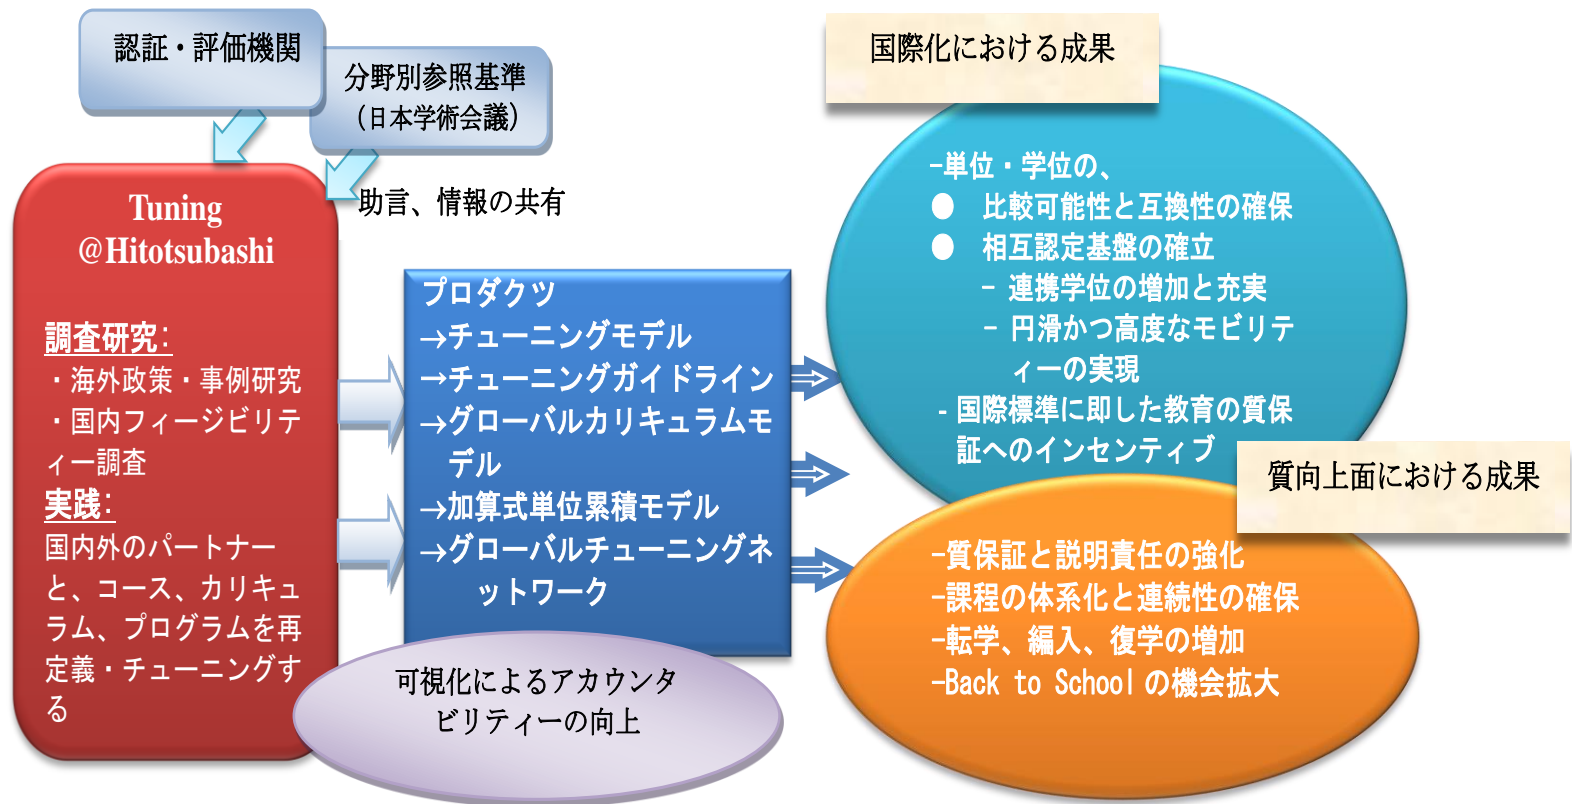 認証・評価機関
分野別参照基準
（日本学術会議）
助言、情報の共有
Tuning
@Hitotsubashi
調査研究:
・海外政策・事例研究
・国内フィージビリテ
ィー調査
実践:
国内外のパートナー
と、コース、カリキュ
ラム、プログラムを再
定義・チューニングす
る
プロダクツ
→チューニングモデル
→チューニングガイドライン
→グローバルカリキュラムモ
デル
→加算式単位累積モデル
→グローバルチューニングネ
ットワーク
可視化によるアカウンタ
ビリティーの向上
国際化における成果
-単位・学位の、
● 比較可能性と互換性の確保
● 相互認定基盤の確立
- 連携学位の増加と充実
- 円滑かつ高度なモビリテ
ィーの実現
- 国際標準に即した教育の質保
証へのインセンティブ
質向上面における成果
-質保証と説明責任の強化
-課程の体系化と連続性の確保
-転学、編入、復学の増加
-Back to School の機会拡大